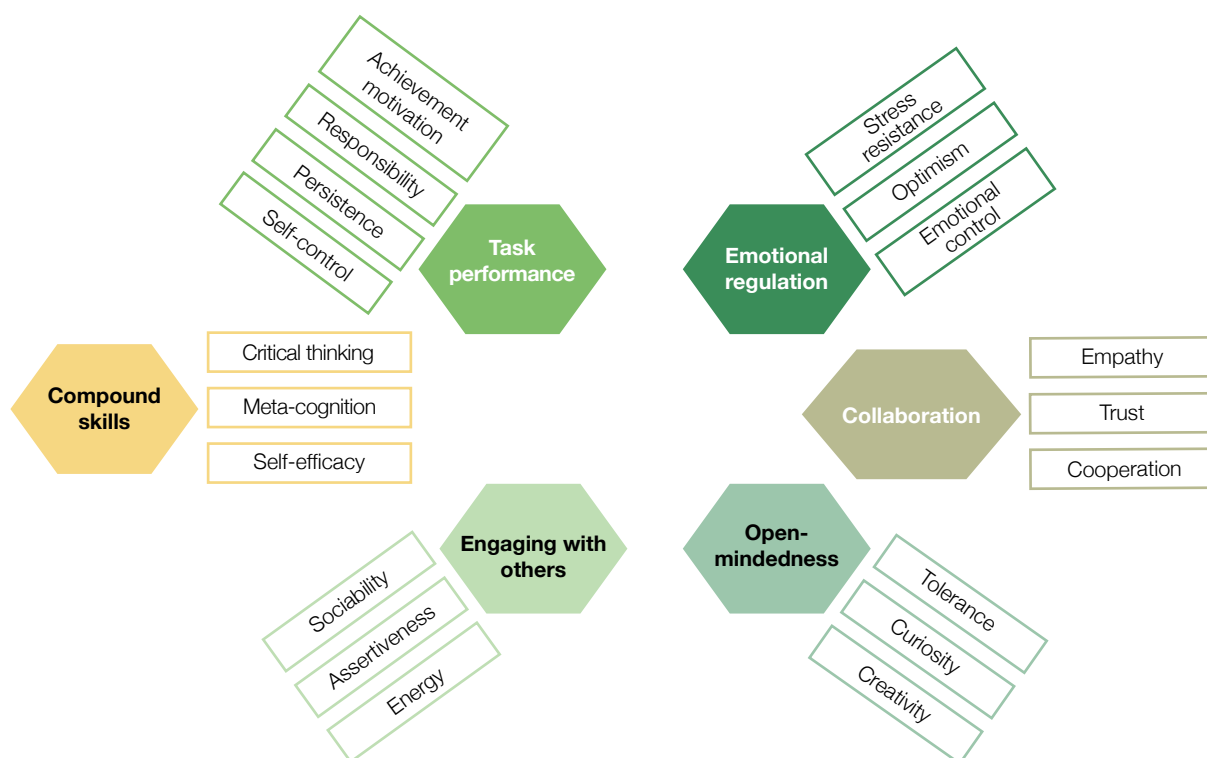 Achievement
motivation
Responsibility
Persistence
Self-control
Task
performance
Stress
resistance
Optimism
Emotional
control
Emotional
regulation
Compound
skills
Critical thinking
Meta-cognition
Self-efficacy
Collaboration
Empathy
Trust
Cooperation
Engaging with
others
Sociability
Assertiveness
Energy
Open-
mindedness
Tolerance
Curiosity
Creativity